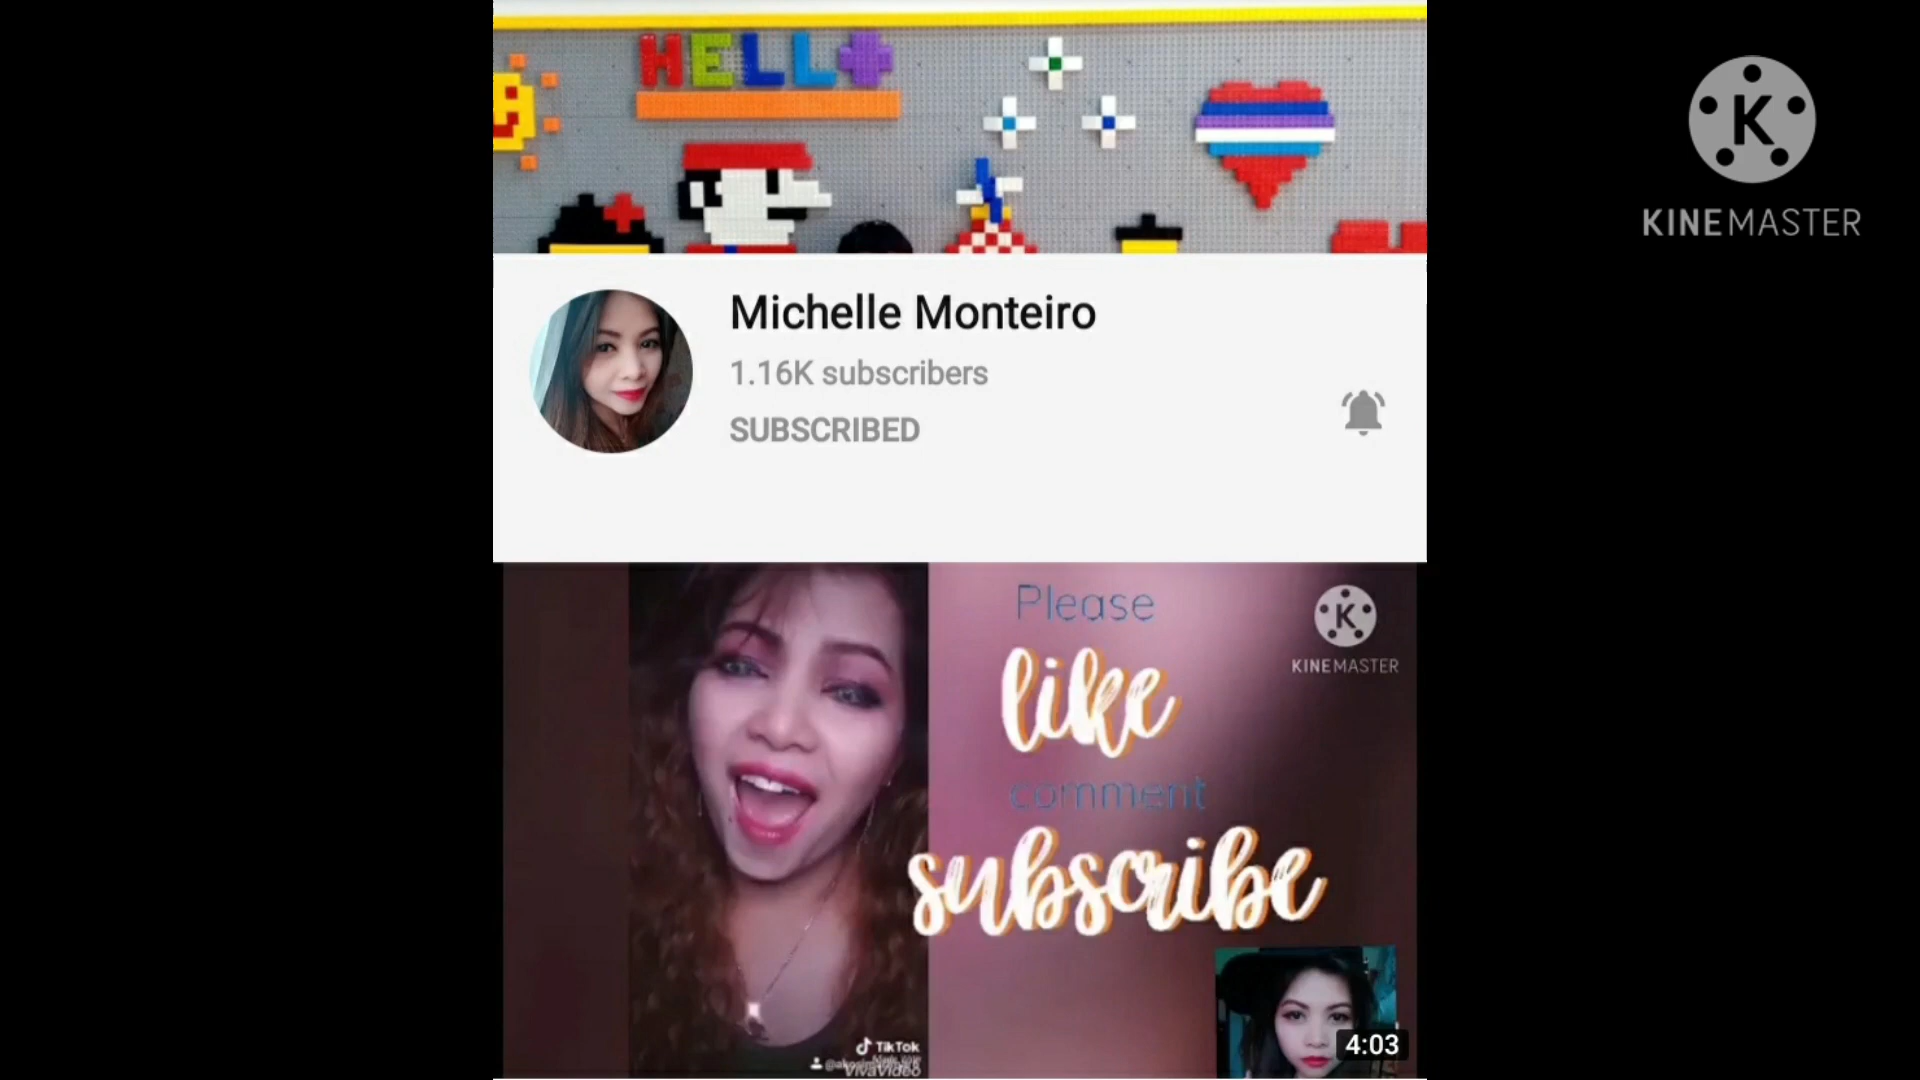 HELLO
KINEMASTER
Michelle Monteiro
1.16K subscribers
SUBSCRIBED
Please
like
comment
subscribe
KINEMASTER
TikTok
VivaVideo
4:03